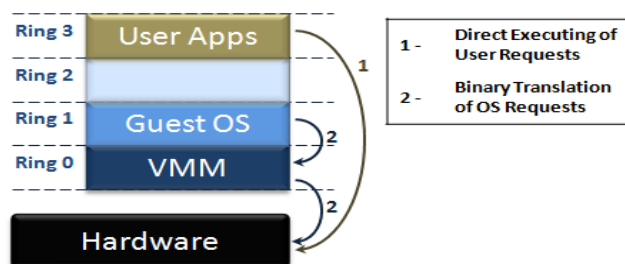 Ring 3
User Apps
Ring 2
Ring 1
Guest OS
Ring 0
VMM
Hardware
1
2
2
1 - Direct Executing of
User Requests
2 - Binary Translation
of OS Requests